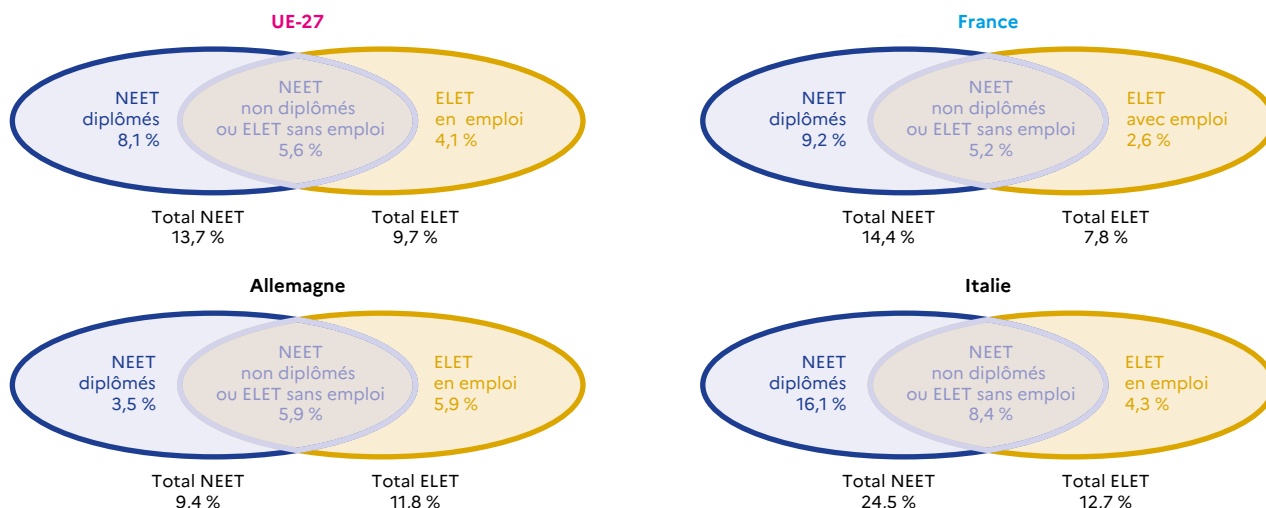 UE-27
NEET
diplômés
8,1 %
NEET
non diplômés
ou ELET sans emploi
5,6 %
ELET
en emploi
4,1 %
Total NEET
13,7 %
Total ELET
9,7 %
France
NEET
diplômés
9,2 %
NEET
non diplômés
ou ELET sans emploi
5,2 %
ELET
avec emploi
2,6 %
Total NEET
14,4 %
Total ELET
7,8 %
Allemagne
NEET
diplômés
3,5 %
NEET
non diplômés
ou ELET sans emploi
5,9 %
ELET
en emploi
5,9 %
Total NEET
9,4 %
Total ELET
11,8 %
Italie
NEET
diplômés
16,1 %
NEET
non diplômés
ou ELET sans emploi
8,4 %
ELET
en emploi
4,3 %
Total NEET
24,5 %
Total ELET
12,7 %